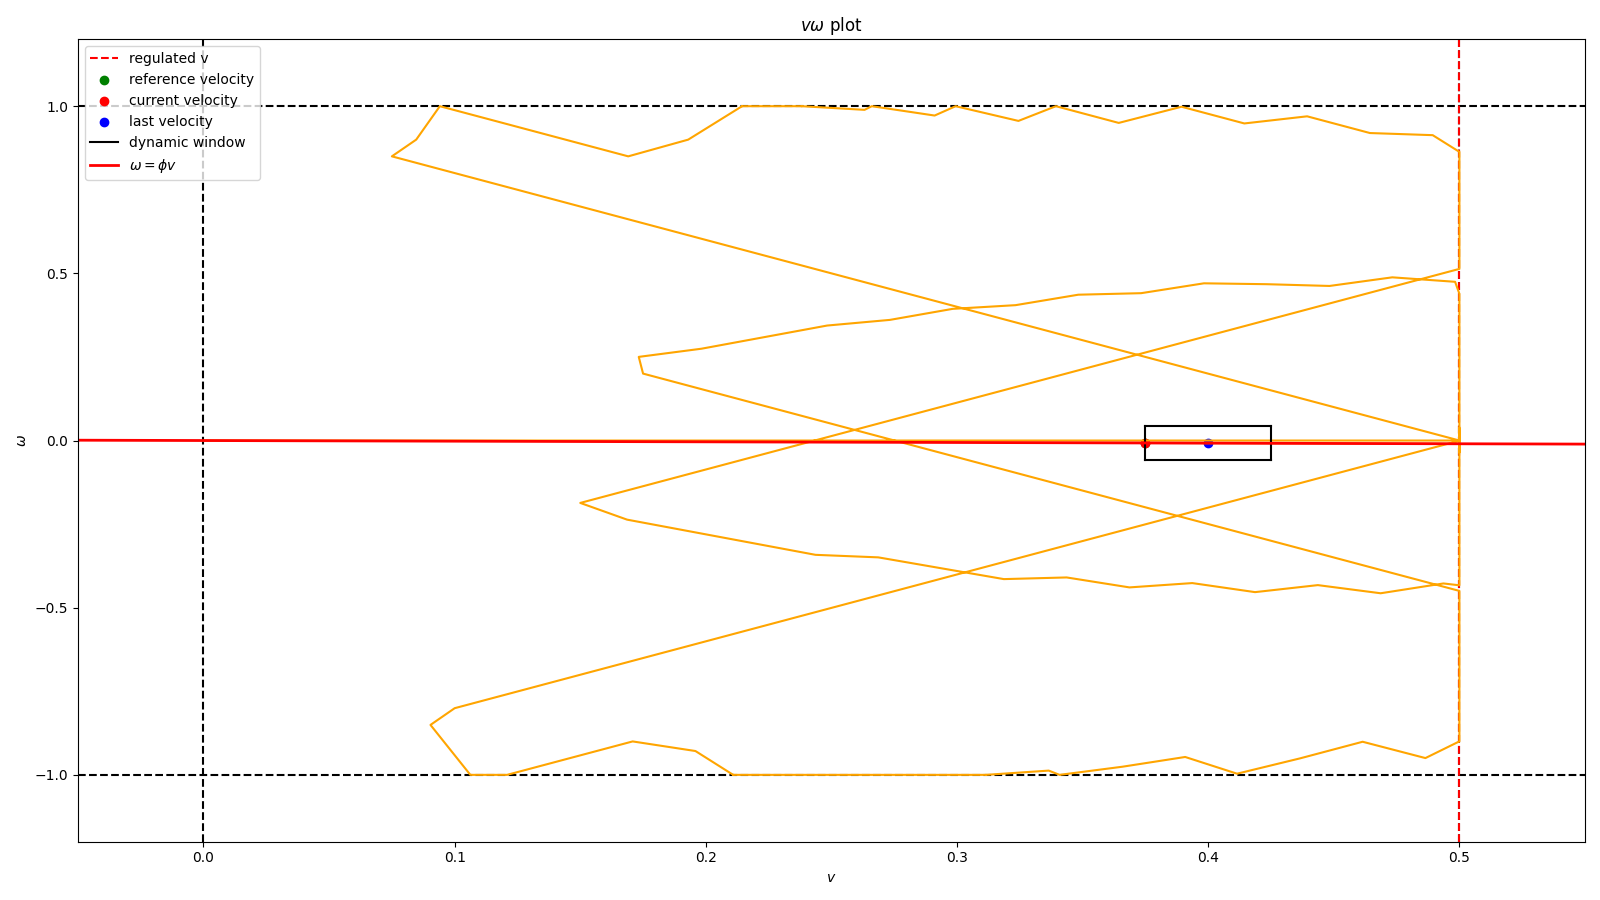 vω plot
regulated v
reference velocity
current velocity
last velocity
dynamic window
ω = ϕv
1.0
0.5
0.0
−0.5
−1.0
ω
0.0 0.1 0.2 0.3 0.4 0.5
v